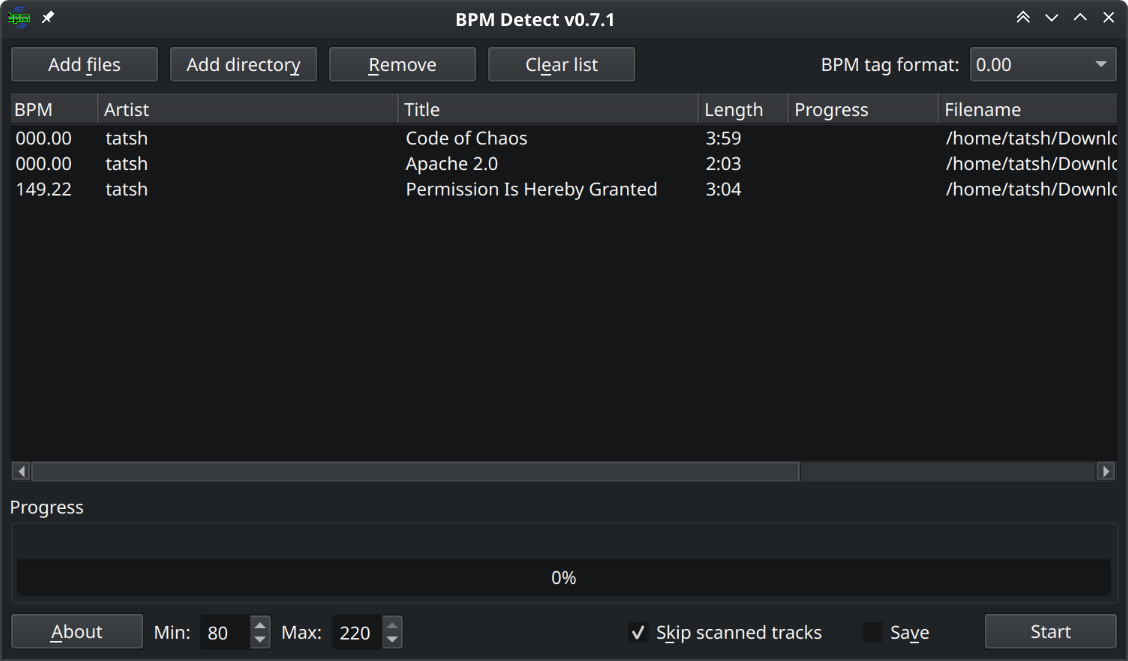 BPM Detect v0.7.1
Add files Add directory Remove Clear list BPM tag format: 0.00
BPM Artist Title Length Progress Filename
000.00 tatsh Code of Chaos 3:59 /home/tatsh/Downlo
000.00 tatsh Apache 2.0 2:03 /home/tatsh/Downlo
149.22 tatsh Permission Is Hereby Granted 3:04 /home/tatsh/Downlo
Progress
0%
About Min: 80 Max: 220 Skip scanned tracks Save Start